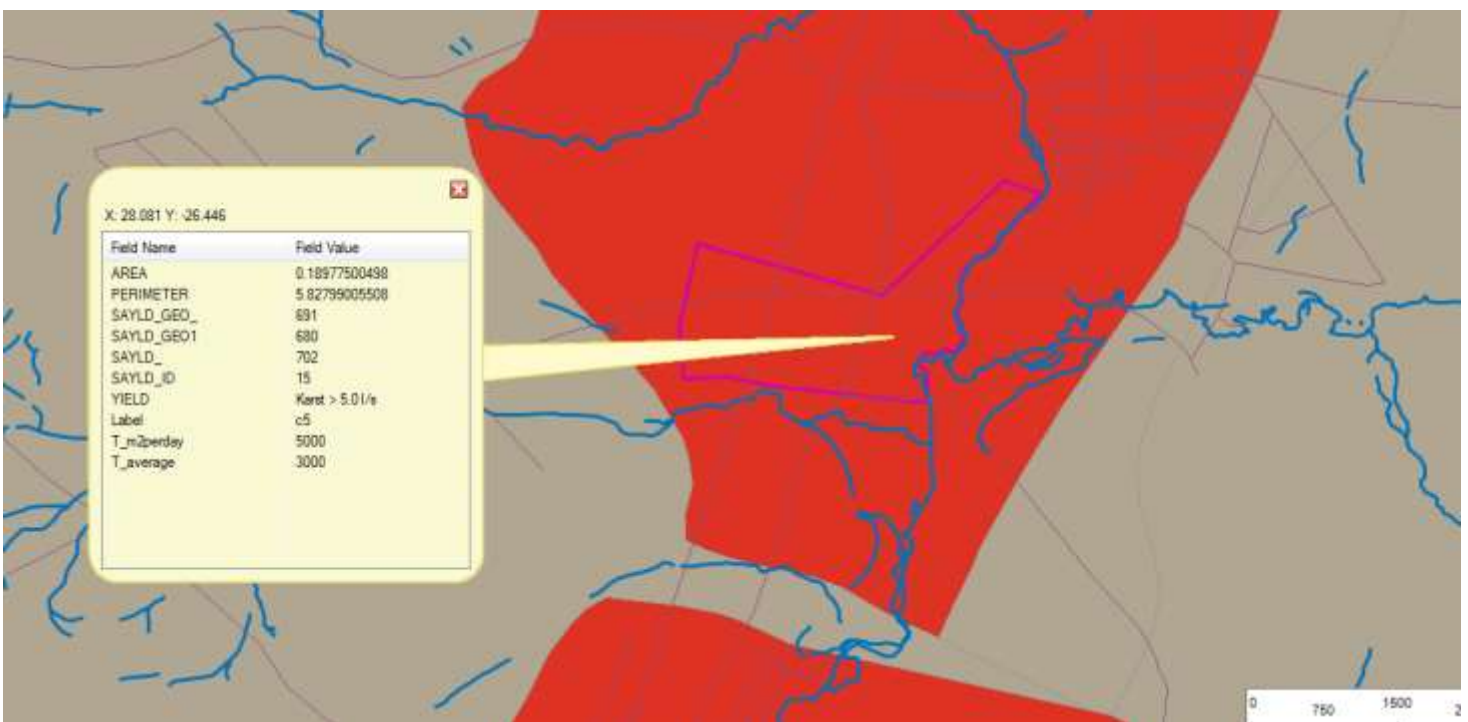 X: 28.081 Y: -26.446
Field Name Field Value
AREA 0.18977500498
PERIMETER 5.82799005508
SAYLD_GEO_ 691
SAYLD_GEO1 680
SAYLD_ 702
SAYLD_ID 15
YIELD Karst > 5.0 l/s
Label c5
T_m2perday 5000
T_average 3000
0 750 1500 2